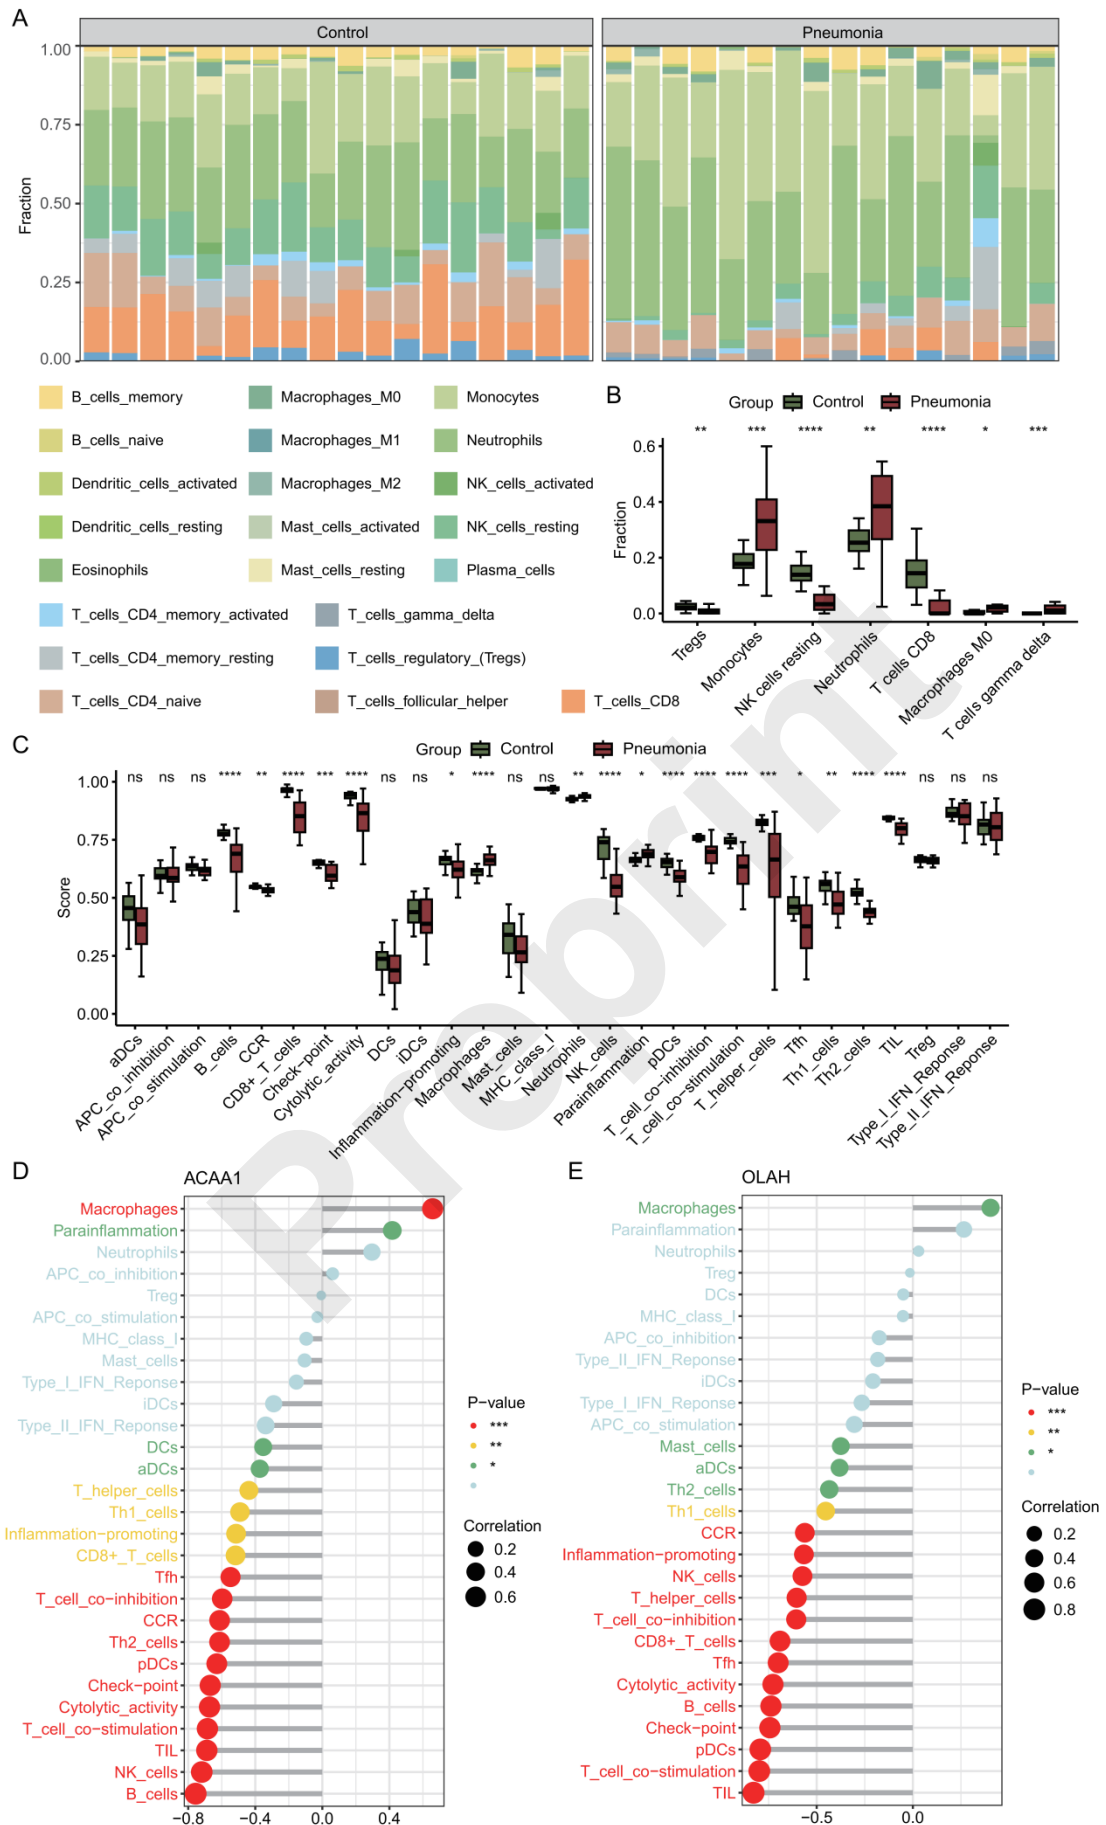 A
Control
Pneumonia
1.00
0.75
0.50
0.25
0.00
Fraction
B_cells_memory
B_cells_naive
Dendritic_cells_activated
Dendritic_cells_resting
Eosinophils
Macrophages_M0
Macrophages_M1
Macrophages_M2
Mast_cells_activated
Mast_cells_resting
Monocytes
Neutrophils
NK_cells_activated
NK_cells_resting
Plasma_cells
T_cells_CD4_memory_activated
T_cells_CD4_memory_resting
T_cells_CD4_naive
T_cells_gamma_delta
T_cells_regulatory_(Tregs)
T_cells_follicular_helper
T_cells_CD8
B
Group Control Pneumonia
** *** **** ** **** * ***
0.6
0.4
0.2
0.0
Fraction
Tregs
Monocytes
NK cells resting
Neutrophils
T cells CD8
Macrophages M0
T cells gamma delta
C
Group Control Pneumonia
ns ns ns **** ** **** *** **** ns ns * **** ns ns ** **** * **** **** **** *** * ** **** **** ns ns ns
1.00
0.75
0.50
0.25
0.00
Score
aDCs
APC_co_inhibition
APC_co_stimulation
B_cells
CCR
CD8+_T_cells
Check-point
Cytolytic_activity
DCs
iDCs
Inflammation-promoting
Macrophages
Mast_cells
MHC_class_I
Neutrophils
NK_cells
Parainflammation
pDCs
T_cell_co-inhibition
T_cell_co-stimulation
T_helper_cells
Tfh
Th1_cells
Th2_cells
TIL
Treg
Type_I_IFN_Reponse
Type_II_IFN_Reponse
Preprint
D
ACAA1
Macrophages
Parainflammation
Neutrophils
APC_co_inhibition
Treg
APC_co_stimulation
MHC_class_I
Mast_cells
Type_I_IFN_Reponse
iDCs
Type_II_IFN_Reponse
DCs
aDCs
T_helper_cells
Th1_cells
Inflammation-promoting
CD8+_T_cells
Tfh
T_cell_co-inhibition
CCR
Th2_cells
pDCs
Check-point
Cytolytic_activity
T_cell_co-stimulation
TIL
NK_cells
B_cells
−0.8 −0.4 0.0 0.4
P-value
***
**
*
Correlation
0.2
0.4
0.6
E
OLAH
Macrophages
Parainflammation
Neutrophils
Treg
DCs
MHC_class_I
APC_co_inhibition
Type_II_IFN_Reponse
iDCs
Type_I_IFN_Reponse
APC_co_stimulation
Mast_cells
aDCs
Th2_cells
Th1_cells
CCR
Inflammation-promoting
NK_cells
T_helper_cells
T_cell_co-inhibition
CD8+_T_cells
Tfh
Cytolytic_activity
B_cells
Check-point
pDCs
T_cell_co-stimulation
TIL
−0.5 0.0
P-value
***
**
*
Correlation
0.2
0.4
0.6
0.8